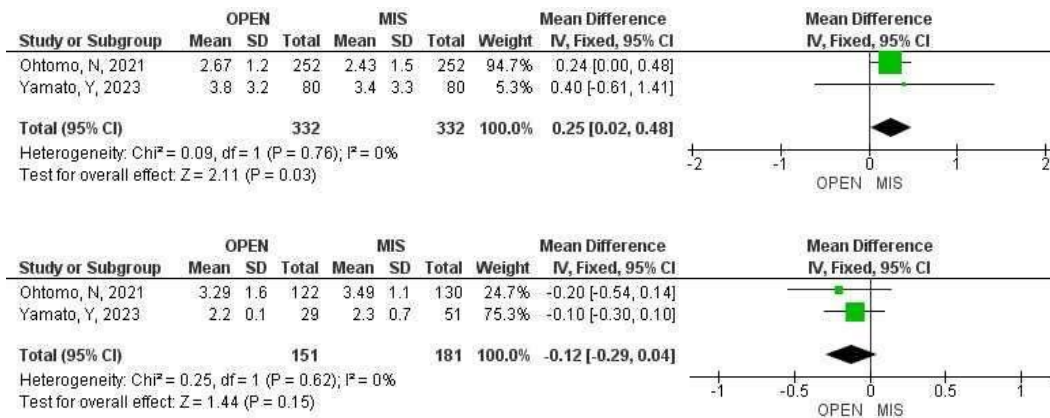 OPEN MIS Mean Difference Mean Difference
Study or Subgroup Mean SD Total Mean SD Total Weight IV, Fixed, 95% CI IV, Fixed, 95% CI
Ohtomo, N, 2021 2.67 1.2 252 2.43 1.5 252 94.7% 0.24 [0.00, 0.48]
Yamato, Y, 2023 3.8 3.2 80 3.4 3.3 80 5.3% 0.40 [-0.61, 1.41]
Total (95% CI) 332 332 100.0% 0.25 [0.02, 0.48]
Heterogeneity: Chi² = 0.09, df = 1 (P = 0.76); I² = 0%
Test for overall effect: Z = 2.11 (P = 0.03)
-2 -1 0 1 2
OPEN MIS
OPEN MIS Mean Difference Mean Difference
Study or Subgroup Mean SD Total Mean SD Total Weight IV, Fixed, 95% CI IV, Fixed, 95% CI
Ohtomo, N, 2021 3.29 1.6 122 3.49 1.1 130 24.7% -0.20 [-0.54, 0.14]
Yamato, Y, 2023 2.2 0.1 29 2.3 0.7 51 75.3% -0.10 [-0.30, 0.10]
Total (95% CI) 151 181 100.0% -0.12 [-0.29, 0.04]
Heterogeneity: Chi² = 0.25, df = 1 (P = 0.62); I² = 0%
Test for overall effect: Z = 1.44 (P = 0.15)
-1 -0.5 0 0.5 1
OPEN MIS